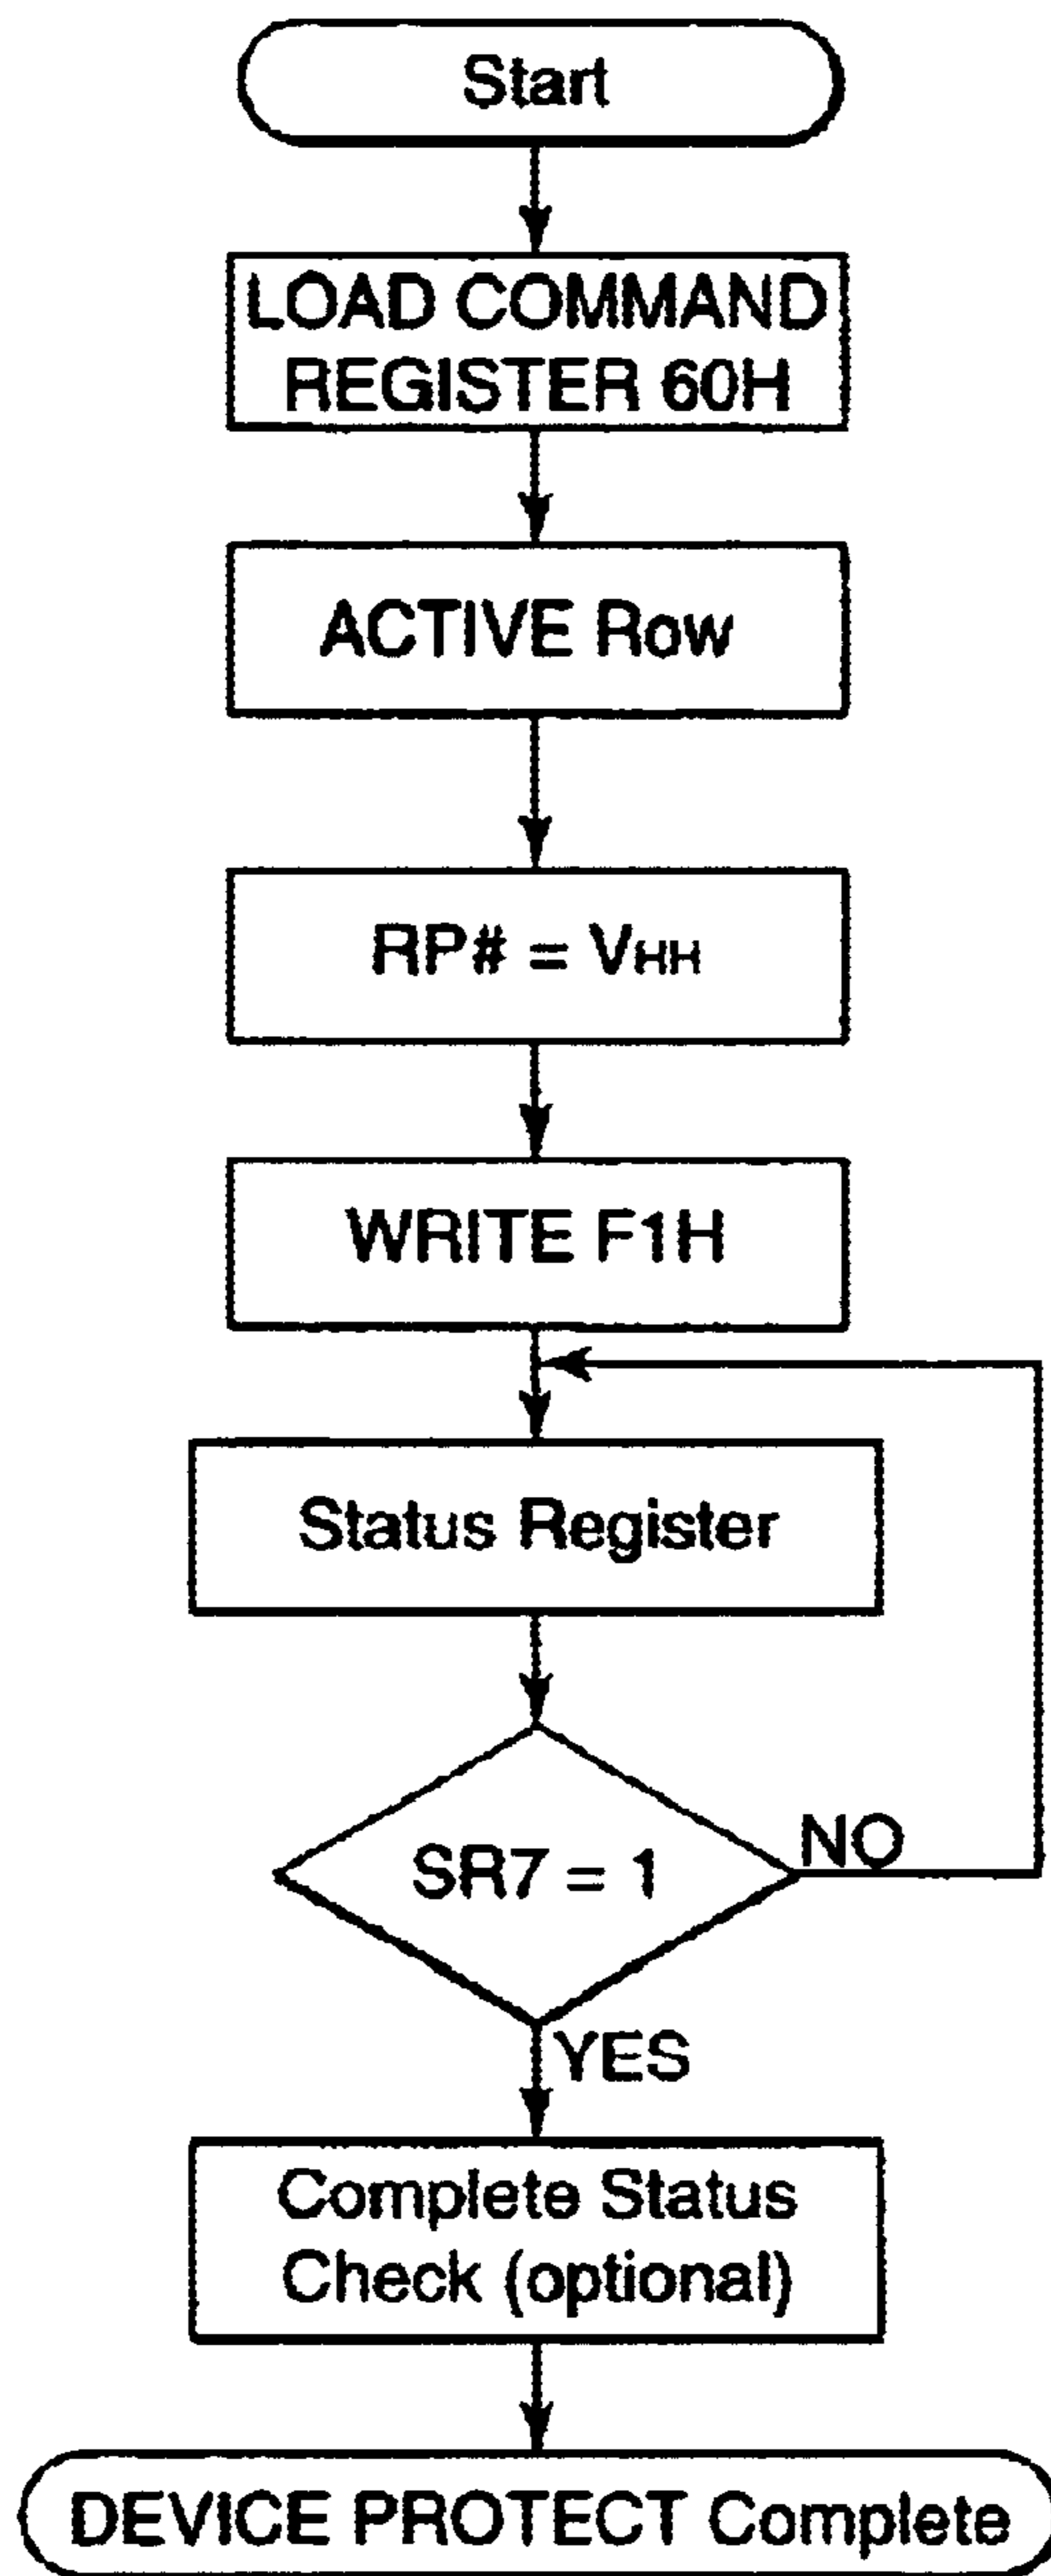 Start
LOAD COMMAND
REGISTER 60H
ACTIVE Row
RP# = VHH
WRITE F1H
Status Register
SR7 = 1
NO
YES
Complete Status
Check (optional)
DEVICE PROTECT Complete